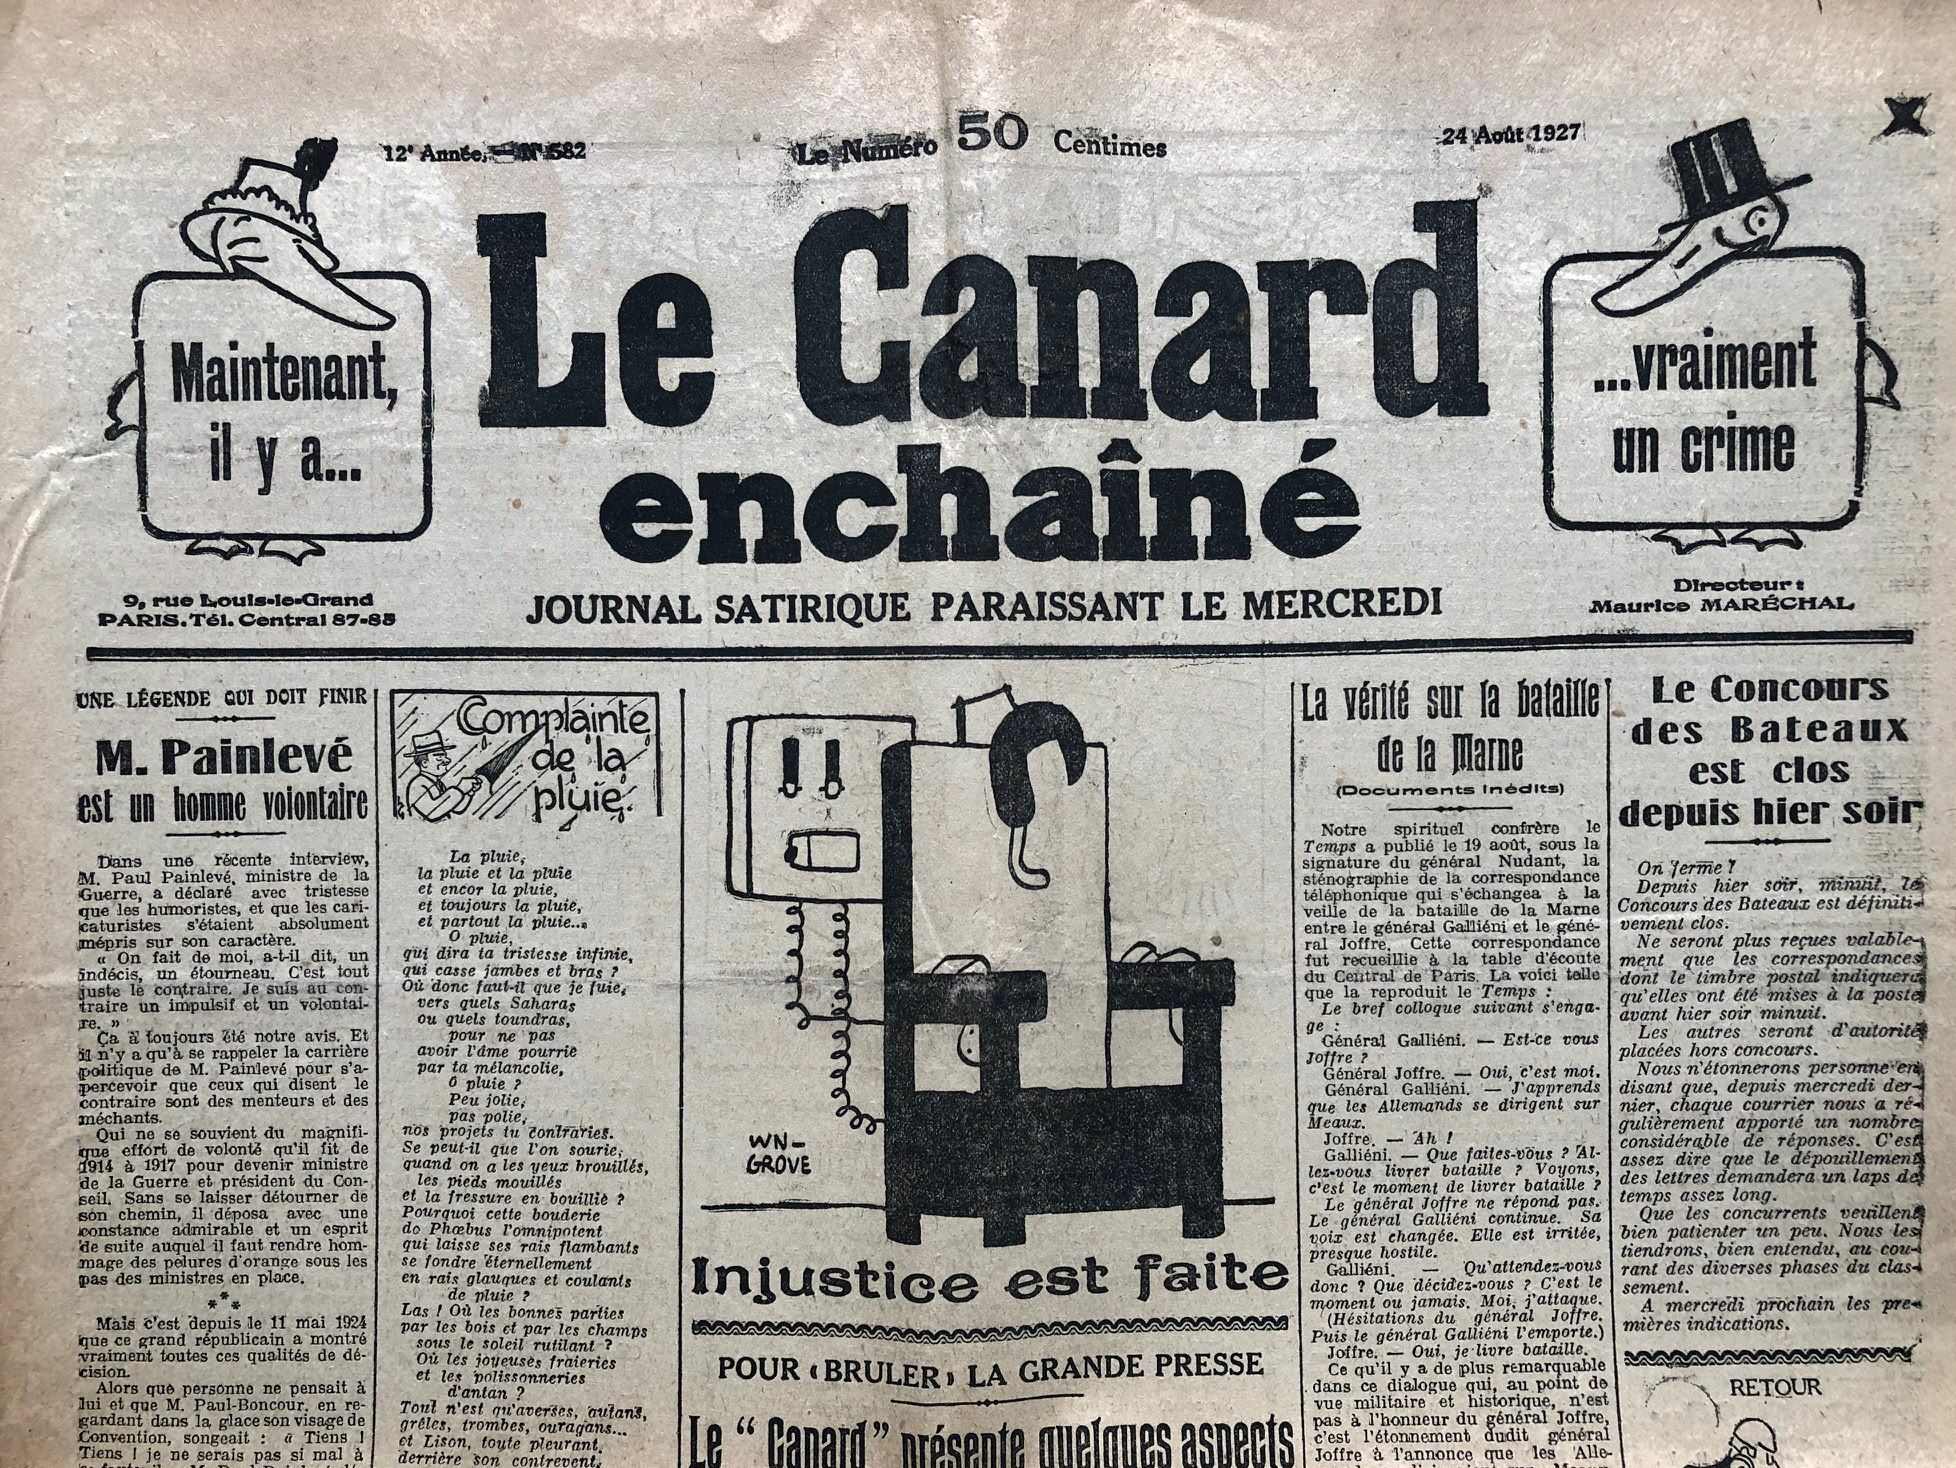 12e Année. — N° 582
Le Numéro 50 Centimes
24 Août 1927
Maintenant,
il y a...
Le Canard
enchaîné
...vraiment
un crime
9, rue Louis-le-Grand
PARIS. Tél. Central 87-85
JOURNAL SATIRIQUE PARAISSANT LE MERCREDI
Directeur :
Maurice MARÉCHAL
UNE LÉGENDE QUI DOIT FINIR
M. Painlevé
est un homme volontaire
Dans une récente interview,
M. Paul Painlevé, ministre de la
Guerre, a déclaré avec tristesse
que les humoristes, et que les cari-
caturistes s'étaient absolument
mépris sur son caractère.
« On fait de moi, a-t-il dit, un
indécis, un étourneau. C'est tout
juste le contraire. Je suis au con-
traire un impulsif et un volontai-
re. »
Ça a toujours été notre avis. Et
il n'y a qu'à se rappeler la carrière
politique de M. Painlevé pour s'a-
percevoir que ceux qui disent le
contraire sont des menteurs et des
méchants.
Qui ne se souvient du magnifi-
que effort de volonté qu'il fit de
1914 à 1917 pour devenir ministre
de la Guerre et président du Con-
seil. Sans se laisser détourner de
son chemin, il déposa avec une
constance admirable et un esprit
de suite auquel il faut rendre hom-
mage des pelures d'orange sous les
pas des ministres en place.
* * *
Mais c'est depuis le 11 mai 1924
que ce grand républicain a montré
vraiment toutes ces qualités de dé-
cision.
Alors que personne ne pensait à
lui et que M. Paul-Boncour, en re-
gardant dans la glace son visage de
Convention, songeait : « Tiens !
Tiens ! je ne serais pas si mal à
Complainte
de la
pluie.
La pluie,
la pluie et la pluie
et encor la pluie,
et toujours la pluie,
et partout la pluie...
O pluie,
qui dira ta tristesse infinie,
qui casse jambes et bras ?
Où donc faut-il que je fuie,
vers quels Saharas
ou quels toundras,
pour ne pas
avoir l'âme pourrie
par ta mélancolie,
O pluie ?
Peu jolie,
pas polie,
nos projets tu contraries.
Se peut-il que l'on sourie,
quand on a les yeux brouillés,
les pieds mouillés
et la fressure en bouillie ?
Pourquoi cette bouderie
de Phœbus l'omnipotent
qui laisse ses rais flambants
se fondre éternellement
en rais glauques et coulants
de pluie ?
Las ! Où les bonnes parties
par les bois et par les champs
sous le soleil rutilant ?
Où les joyeuses fraieries
et les polissonneries
d'antan ?
Tout n'est qu'averses, autans,
grêles, trombes, ouragans...
et Lison, toute pleurant,
derrière son contrevent,
WN-
GROVE
Injustice est faite
POUR « BRULER » LA GRANDE PRESSE
Le "Canard" présente quelques aspects
La vérité sur la bataille
de la Marne
(Documents inédits)
Notre spirituel confrère le
Temps a publié le 19 août, sous la
signature du général Nudant, la
sténographie de la correspondance
téléphonique qui s'échangea à la
veille de la bataille de la Marne
entre le général Galliéni et le géné-
ral Joffre. Cette correspondance
fut recueillie à la table d'écoute
du Central de Paris. La voici telle
que la reproduit le Temps :
Le bref colloque suivant s'enga-
ge :
Général Galliéni. — Est-ce vous
Joffre ?
Général Joffre. — Oui, c'est moi.
Général Galliéni. — J'apprends
que les Allemands se dirigent sur
Meaux.
Joffre. — Ah !
Galliéni. — Que faites-vous ? Al-
lez-vous livrer bataille ? Voyons,
c'est le moment de livrer bataille ?
Le général Joffre ne répond pas.
Le général Galliéni continue. Sa
voix est changée. Elle est irritée,
presque hostile.
Galliéni. — Qu'attendez-vous
donc ? Que décidez-vous ? C'est le
moment ou jamais. Moi, j'attaque.
(Hésitations du général Joffre.
Puis le général Galliéni l'emporte.)
Joffre. — Oui, je livre bataille.
Ce qu'il y a de plus remarquable
dans ce dialogue qui, au point de
vue militaire et historique, n'est
pas à l'honneur du général Joffre,
c'est l'étonnement dudit général
Joffre à l'annonce que les Alle-
Le Concours
des Bateaux
est clos
depuis hier soir
On ferme !
Depuis hier soir, minuit, le
Concours des Bateaux est définiti-
vement clos.
Ne seront plus reçues valable-
ment que les correspondances
dont le timbre postal indiquera
qu'elles ont été mises à la poste
avant hier soir minuit.
Les autres seront d'autorité
placées hors concours.
Nous n'étonnerons personne en
disant que, depuis mercredi der-
nier, chaque courrier nous a ré-
gulièrement apporté un nombre
considérable de réponses. C'est
assez dire que le dépouillement
des lettres demandera un laps de
temps assez long.
Que les concurrents veuillent
bien patienter un peu. Nous les
tiendrons, bien entendu, au cou-
rant des diverses phases du clas-
sement.
A mercredi prochain les pre-
mières indications.
RETOUR